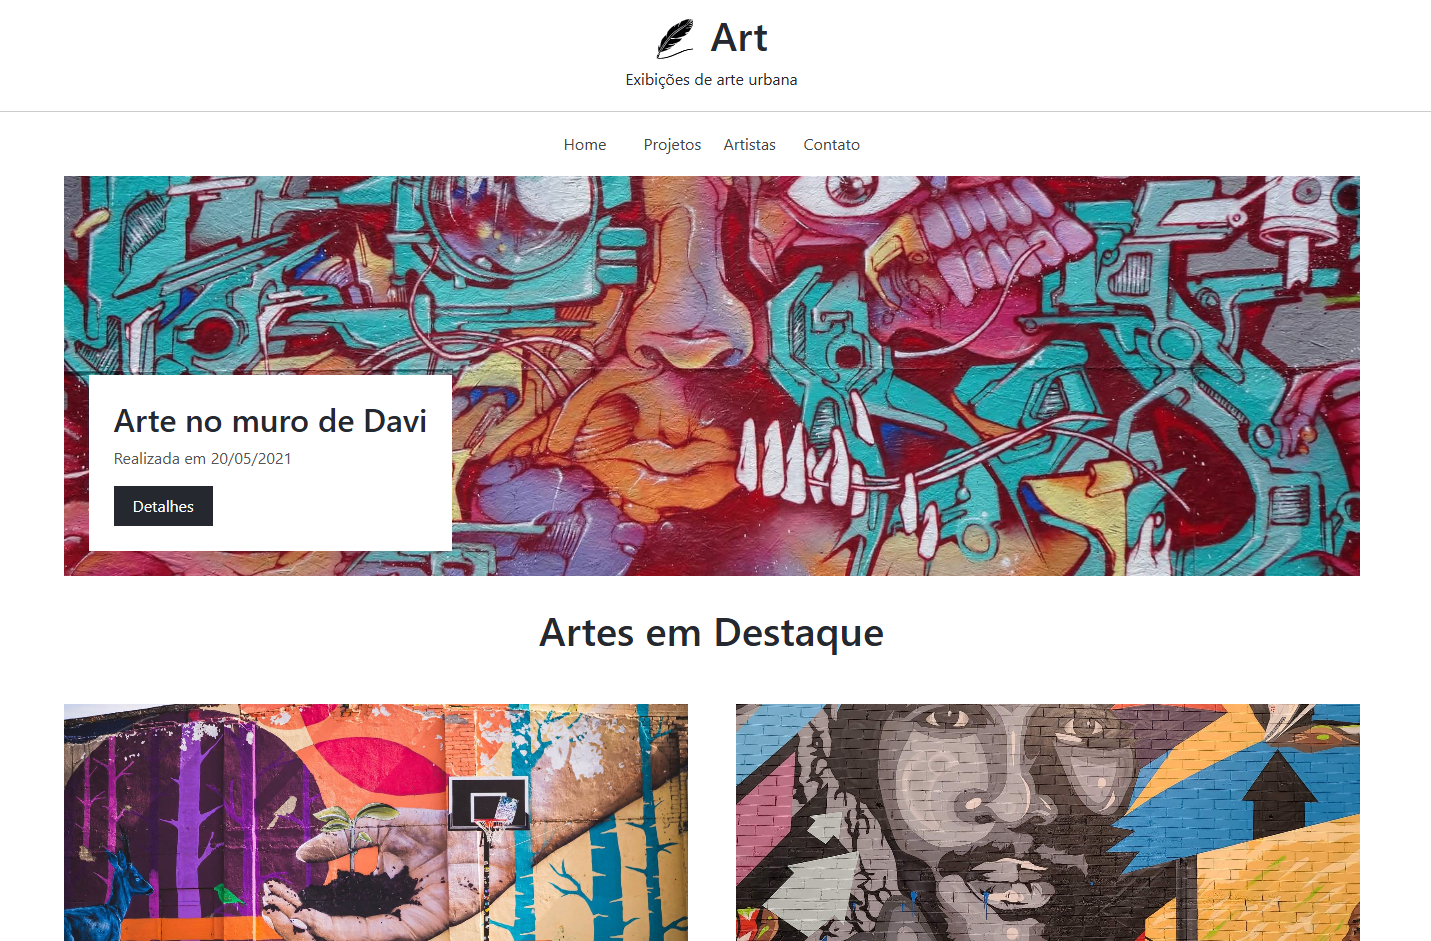 Art
Exibições de arte urbana
Home Projetos Artistas Contato
Arte no muro de Davi
Realizada em 20/05/2021
Detalhes
Artes em Destaque